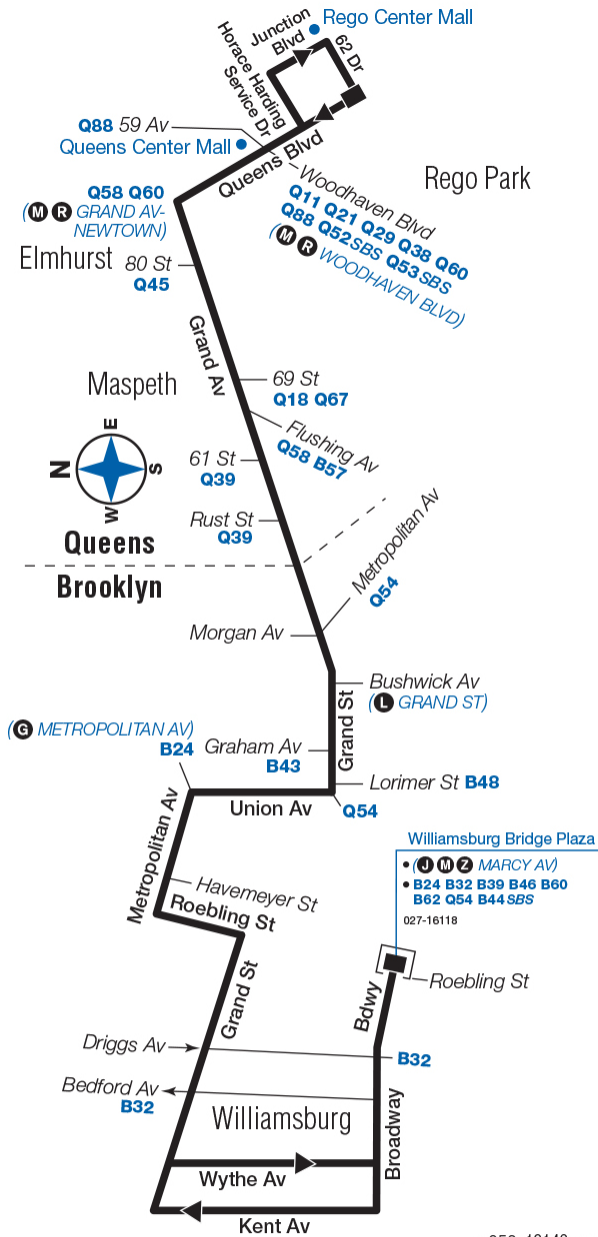 Rego Center Mall
Junction
Blvd
62 Dr
Horace Harding
Service Dr
Q88 59 Av
Queens Center Mall
Queens Blvd
Rego Park
Woodhaven Blvd
Q11 Q21 Q29 Q38 Q60
Q88 Q52SBS Q53SBS
(M R WOODHAVEN BLVD)
Q58 Q60
(M R GRAND AV-
NEWTOWN)
Elmhurst
80 St
Q45
Grand Av
69 St
Q18 Q67
Maspeth
Flushing Av
Q58 B57
E
N
S
W
61 St
Q39
Rust St
Q39
Queens
Brooklyn
Metropolitan Av
Q54
Morgan Av
Bushwick Av
(L GRAND ST)
Grand St
(G METROPOLITAN AV)
B24
Graham Av
B43
Lorimer St B48
Union Av
Q54
Metropolitan Av
Williamsburg Bridge Plaza
• (J M Z MARCY AV)
• B24 B32 B39 B46 B60
B62 Q54 B44SBS
027-16118
Havemeyer St
Roebling St
Roebling St
Grand St
Bdwy
Driggs Av
B32
Bedford Av
B32
Williamsburg
Broadway
Wythe Av
Kent Av